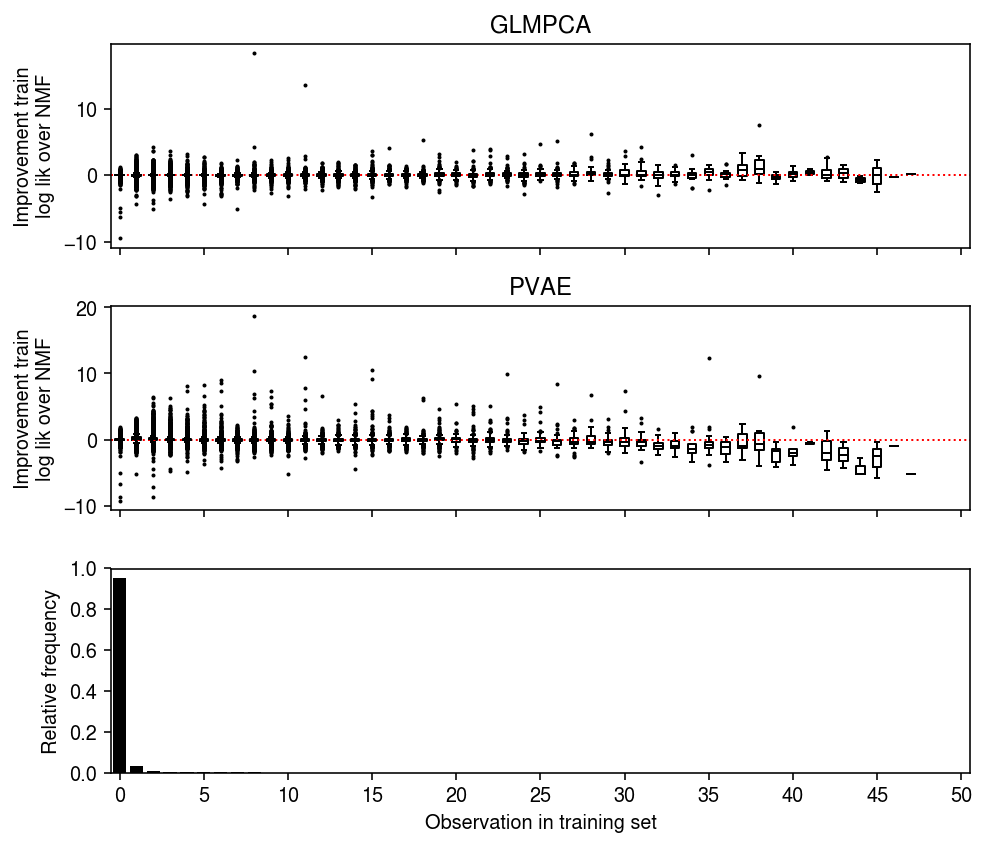 GLMPCA
Improvement train
log lik over NMF
10
0
−10
PVAE
Improvement train
log lik over NMF
20
10
0
−10
Relative frequency
1.0
0.8
0.6
0.4
0.2
0.0
0 5 10 15 20 25 30 35 40 45 50
Observation in training set